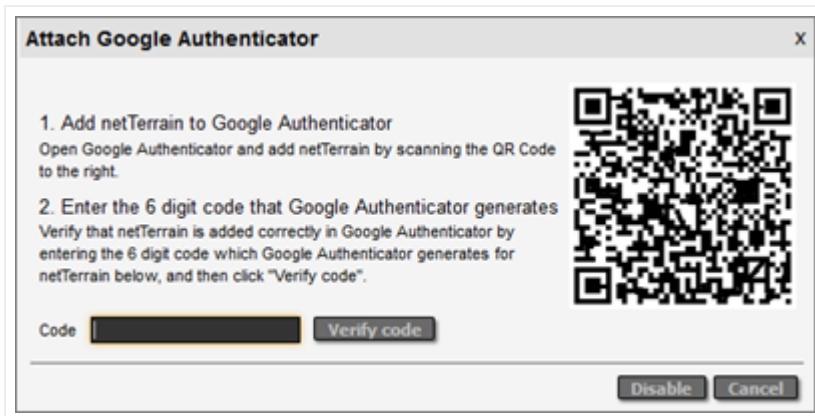 Attach Google Authenticator X
1. Add netTerrain to Google Authenticator
Open Google Authenticator and add netTerrain by scanning the QR Code
to the right.
2. Enter the 6 digit code that Google Authenticator generates
Verify that netTerrain is added correctly in Google Authenticator by
entering the 6 digit code which Google Authenticator generates for
netTerrain below, and then click "Verify code".
Code Verify code
Disable Cancel